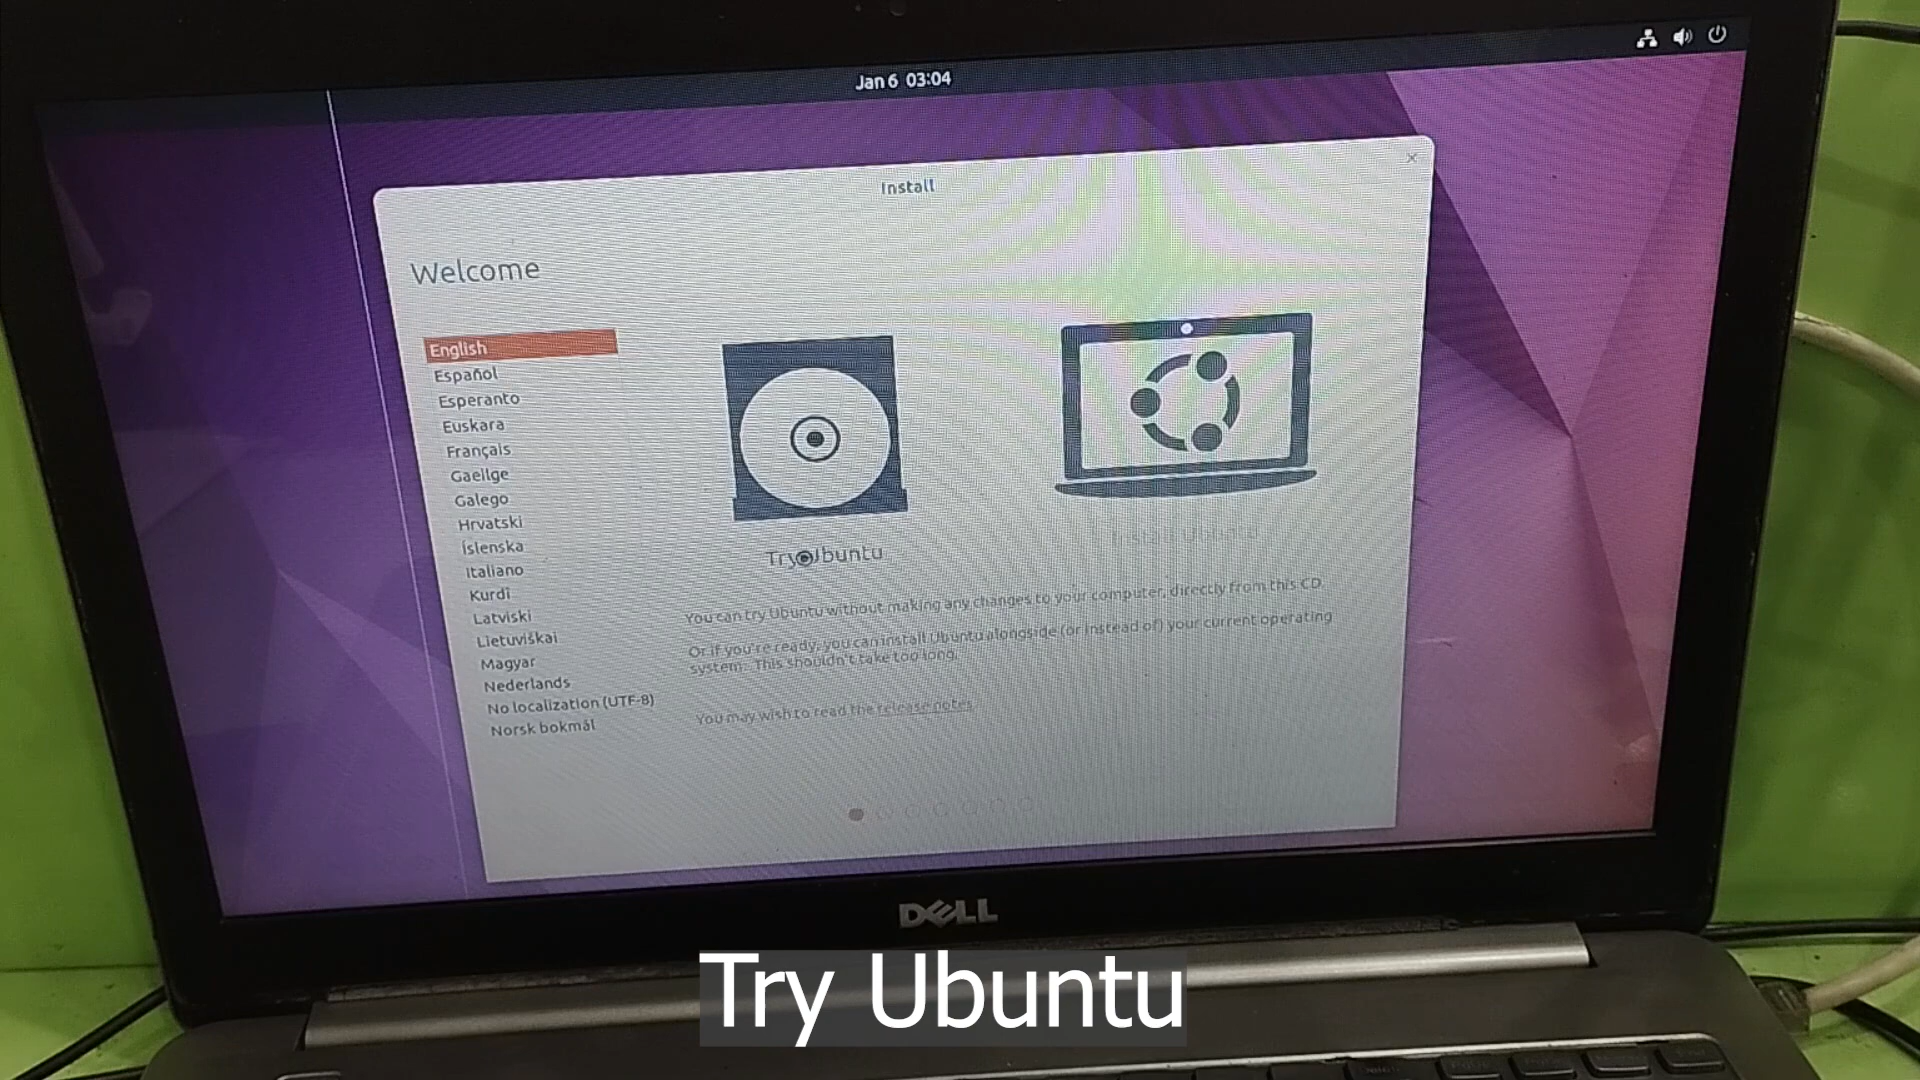 Jan 6 03:04
Install
Welcome
English
Español
Esperanto
Euskara
Français
Gaeilge
Galego
Hrvatski
Íslenska
Italiano
Kurdî
Latviski
Lietuviškai
Magyar
Nederlands
No localization (UTF-8)
Norsk bokmål
Try Ubuntu
Install Ubuntu
You can try Ubuntu without making any changes to your computer, directly from this CD.
Or if you're ready, you can install Ubuntu alongside (or instead of) your current operating
system. This shouldn't take too long.
You may wish to read the release notes.
DELL
Try Ubuntu